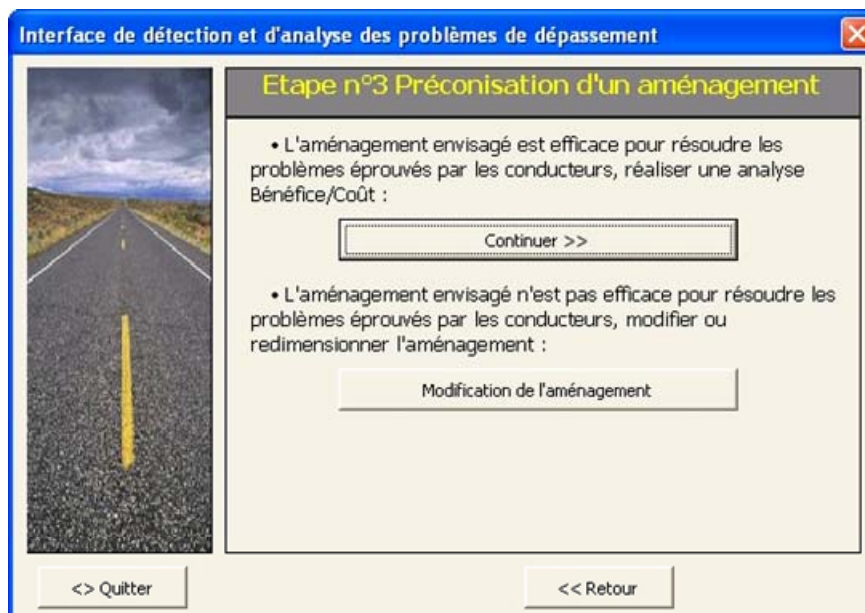 Interface de détection et d'analyse des problèmes de dépassement
Etape n°3 Préconisation d'un aménagement
• L'aménagement envisagé est efficace pour résoudre les
problèmes éprouvés par les conducteurs, réaliser une analyse
Bénéfice/Coût :
Continuer >>
• L'aménagement envisagé n'est pas efficace pour résoudre les
problèmes éprouvés par les conducteurs, modifier ou
redimensionner l'aménagement :
Modification de l'aménagement
<> Quitter
<< Retour